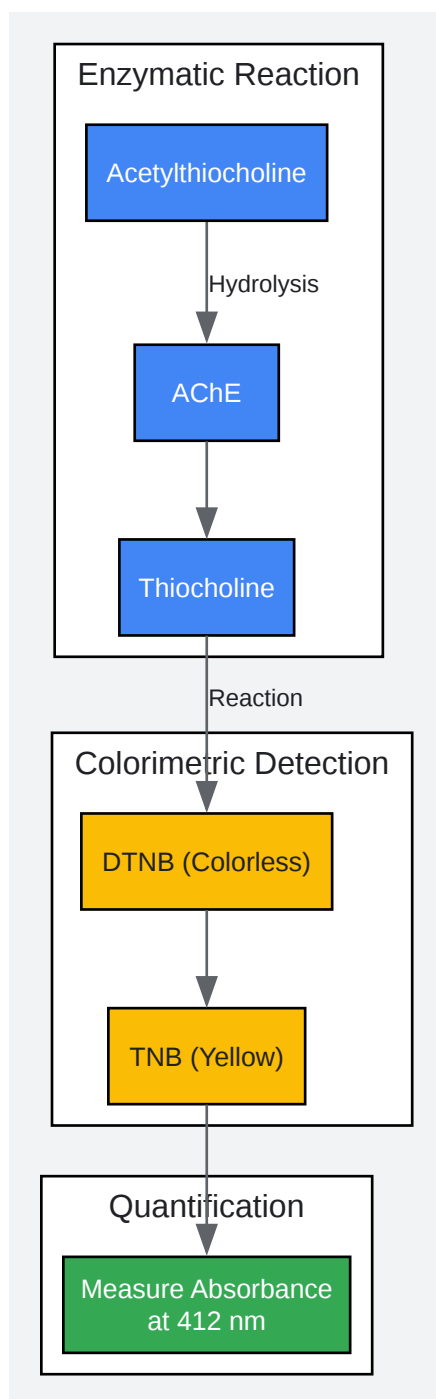 Enzymatic Reaction
Acetylthiocholine
Hydrolysis
AChE
Thiocholine
Reaction
Colorimetric Detection
DTNB (Colorless)
TNB (Yellow)
Quantification
Measure Absorbance
at 412 nm